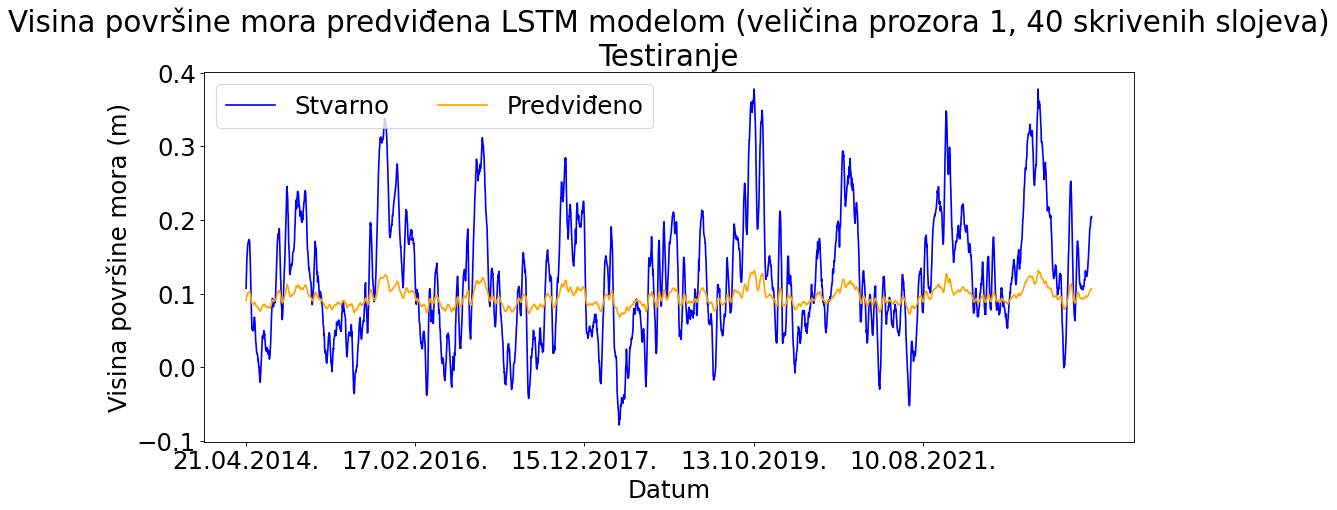 Visina površine mora predviđena LSTM modelom (veličina prozora 1, 40 skrivenih slojeva)
Testiranje
Stvarno
Predviđeno
Visina površine mora (m)
0.4
0.3
0.2
0.1
0.0
−0.1
21.04.2014.
17.02.2016.
15.12.2017.
13.10.2019.
10.08.2021.
Datum